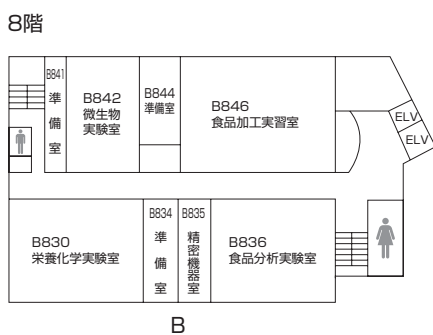 8階
B841
準備室
B842
微生物
実験室
B844
準備室
B846
食品加工実習室
ELV
ELV
B830
栄養化学実験室
B834
準備室
B835
精密機器室
B836
食品分析実験室
B